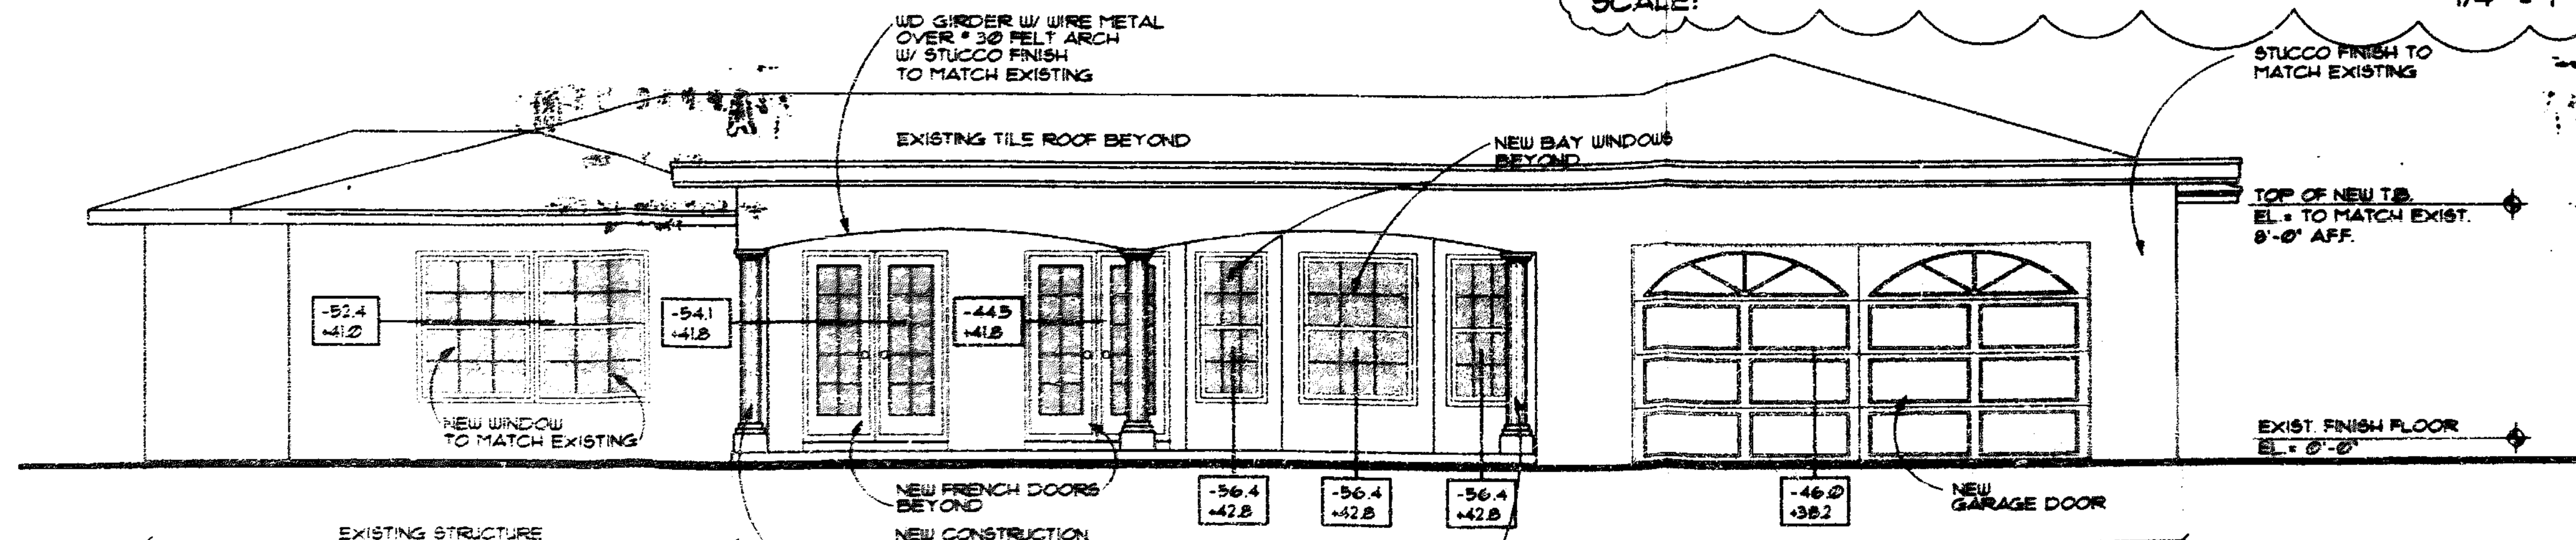 SCALE:
WD GIRDER W/ WIRE METAL
OVER #30 FELT ARCH
W/ STUCCO FINISH
TO MATCH EXISTING
STUCCO FINISH TO
MATCH EXISTING
EXISTING TILE ROOF BEYOND
NEW BAY WINDOWS
BEYOND
TOP OF NEW T.B.
EL.= TO MATCH EXIST.
8'-0" AFF.
-52.4
+41.0
-54.1
+41.8
-44.5
+41.8
NEW WINDOW
TO MATCH EXISTING
EXIST. FINISH FLOOR
EL.= 0'-0"
NEW FRENCH DOORS
BEYOND
-56.4
+42.8
-56.4
+42.8
-56.4
+42.8
-46.0
+38.2
NEW
GARAGE DOOR
EXISTING STRUCTURE
NEW CONSTRUCTION